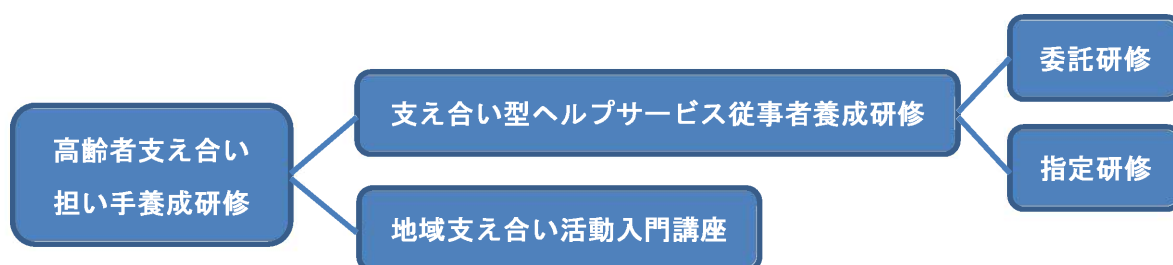 高齢者支え合い
担い手養成研修
支え合い型ヘルプサービス従事者養成研修
委託研修
指定研修
地域支え合い活動入門講座